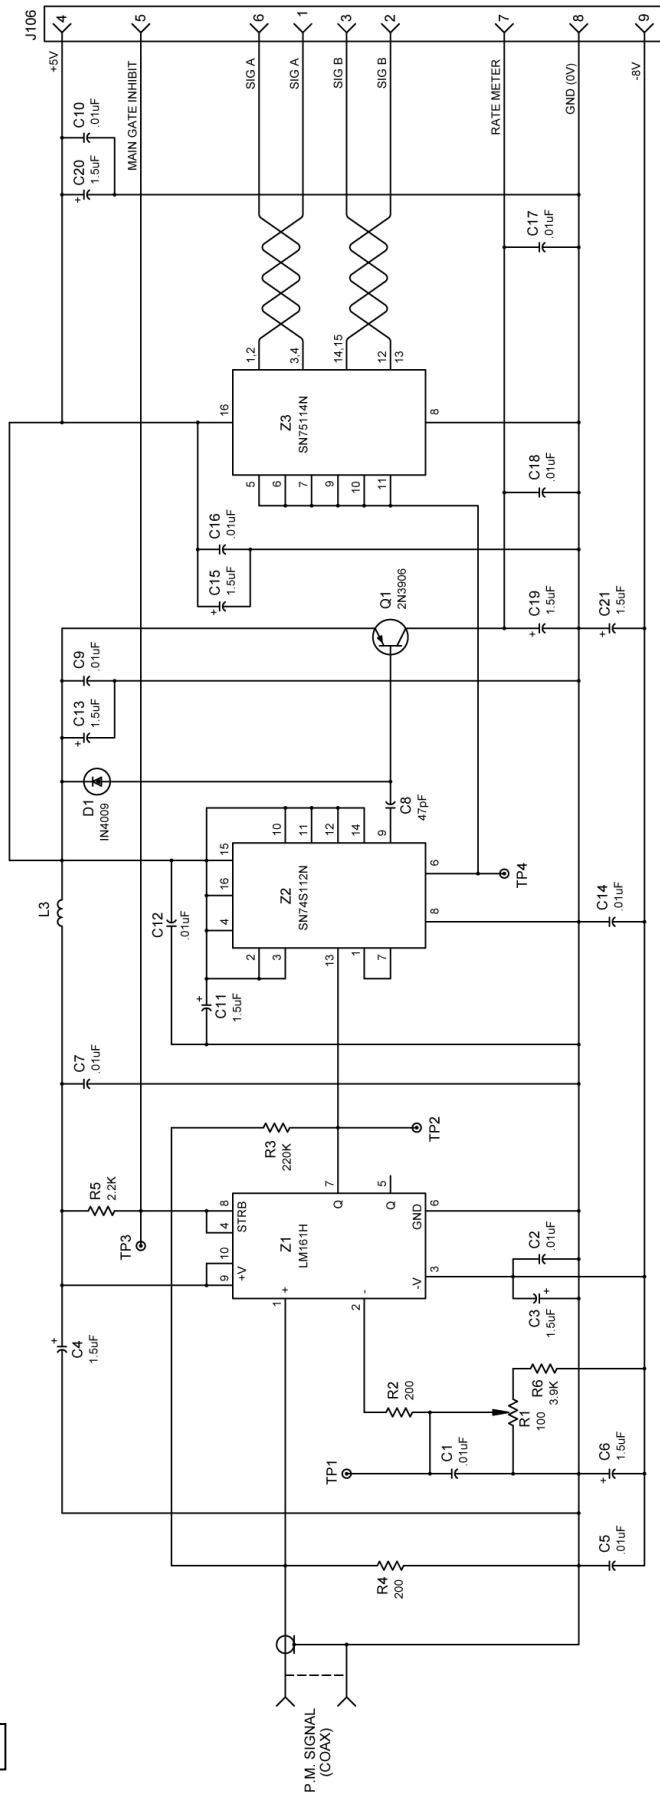 J106
4
5
6
1
3
2
7
8
9
+5V
MAIN GATE INHIBIT
SIG A
SIG A
SIG B
SIG B
RATE METER
GND (0V)
-8V
C10
.01uF
C20
1.5uF
+
C17
.01uF
1,2
3,4
14,15
12
13
16
Z3
SN75114N
8
5
6
7
9
10
11
C18
.01uF
C16
.01uF
C15
1.5uF
+
Q1
2N3906
C19
1.5uF
+
C21
1.5uF
+
C9
.01uF
C13
1.5uF
+
D1
IN4009
C8
47pF
10
11
12
14
9
15
16
4
Z2
SN74S112N
6
8
2
3
13
1
7
TP4
L3
C12
.01uF
C14
.01uF
C11
1.5uF
+
C7
.01uF
R3
220K
TP2
R5
2.2K
TP3
7
Q
5
Q
8
4
STRB
10
9
+V
Z1
LM161H
GND
6
-V
3
1
+
2
-
C2
.01uF
C3
1.5uF
+
C4
1.5uF
+
R2
200
R6
3.9K
R1
100
TP1
C1
.01uF
C6
1.5uF
+
C5
.01uF
R4
200
P.M. SIGNAL
(COAX)